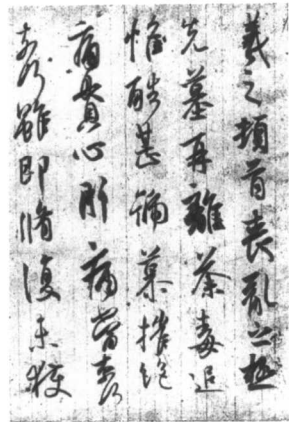 羲之頓首喪亂之極
先墓再離荼毒追
惟酷甚號慕摧絕
痛貫心肝痛當奈何
奈何雖即脩復未獲